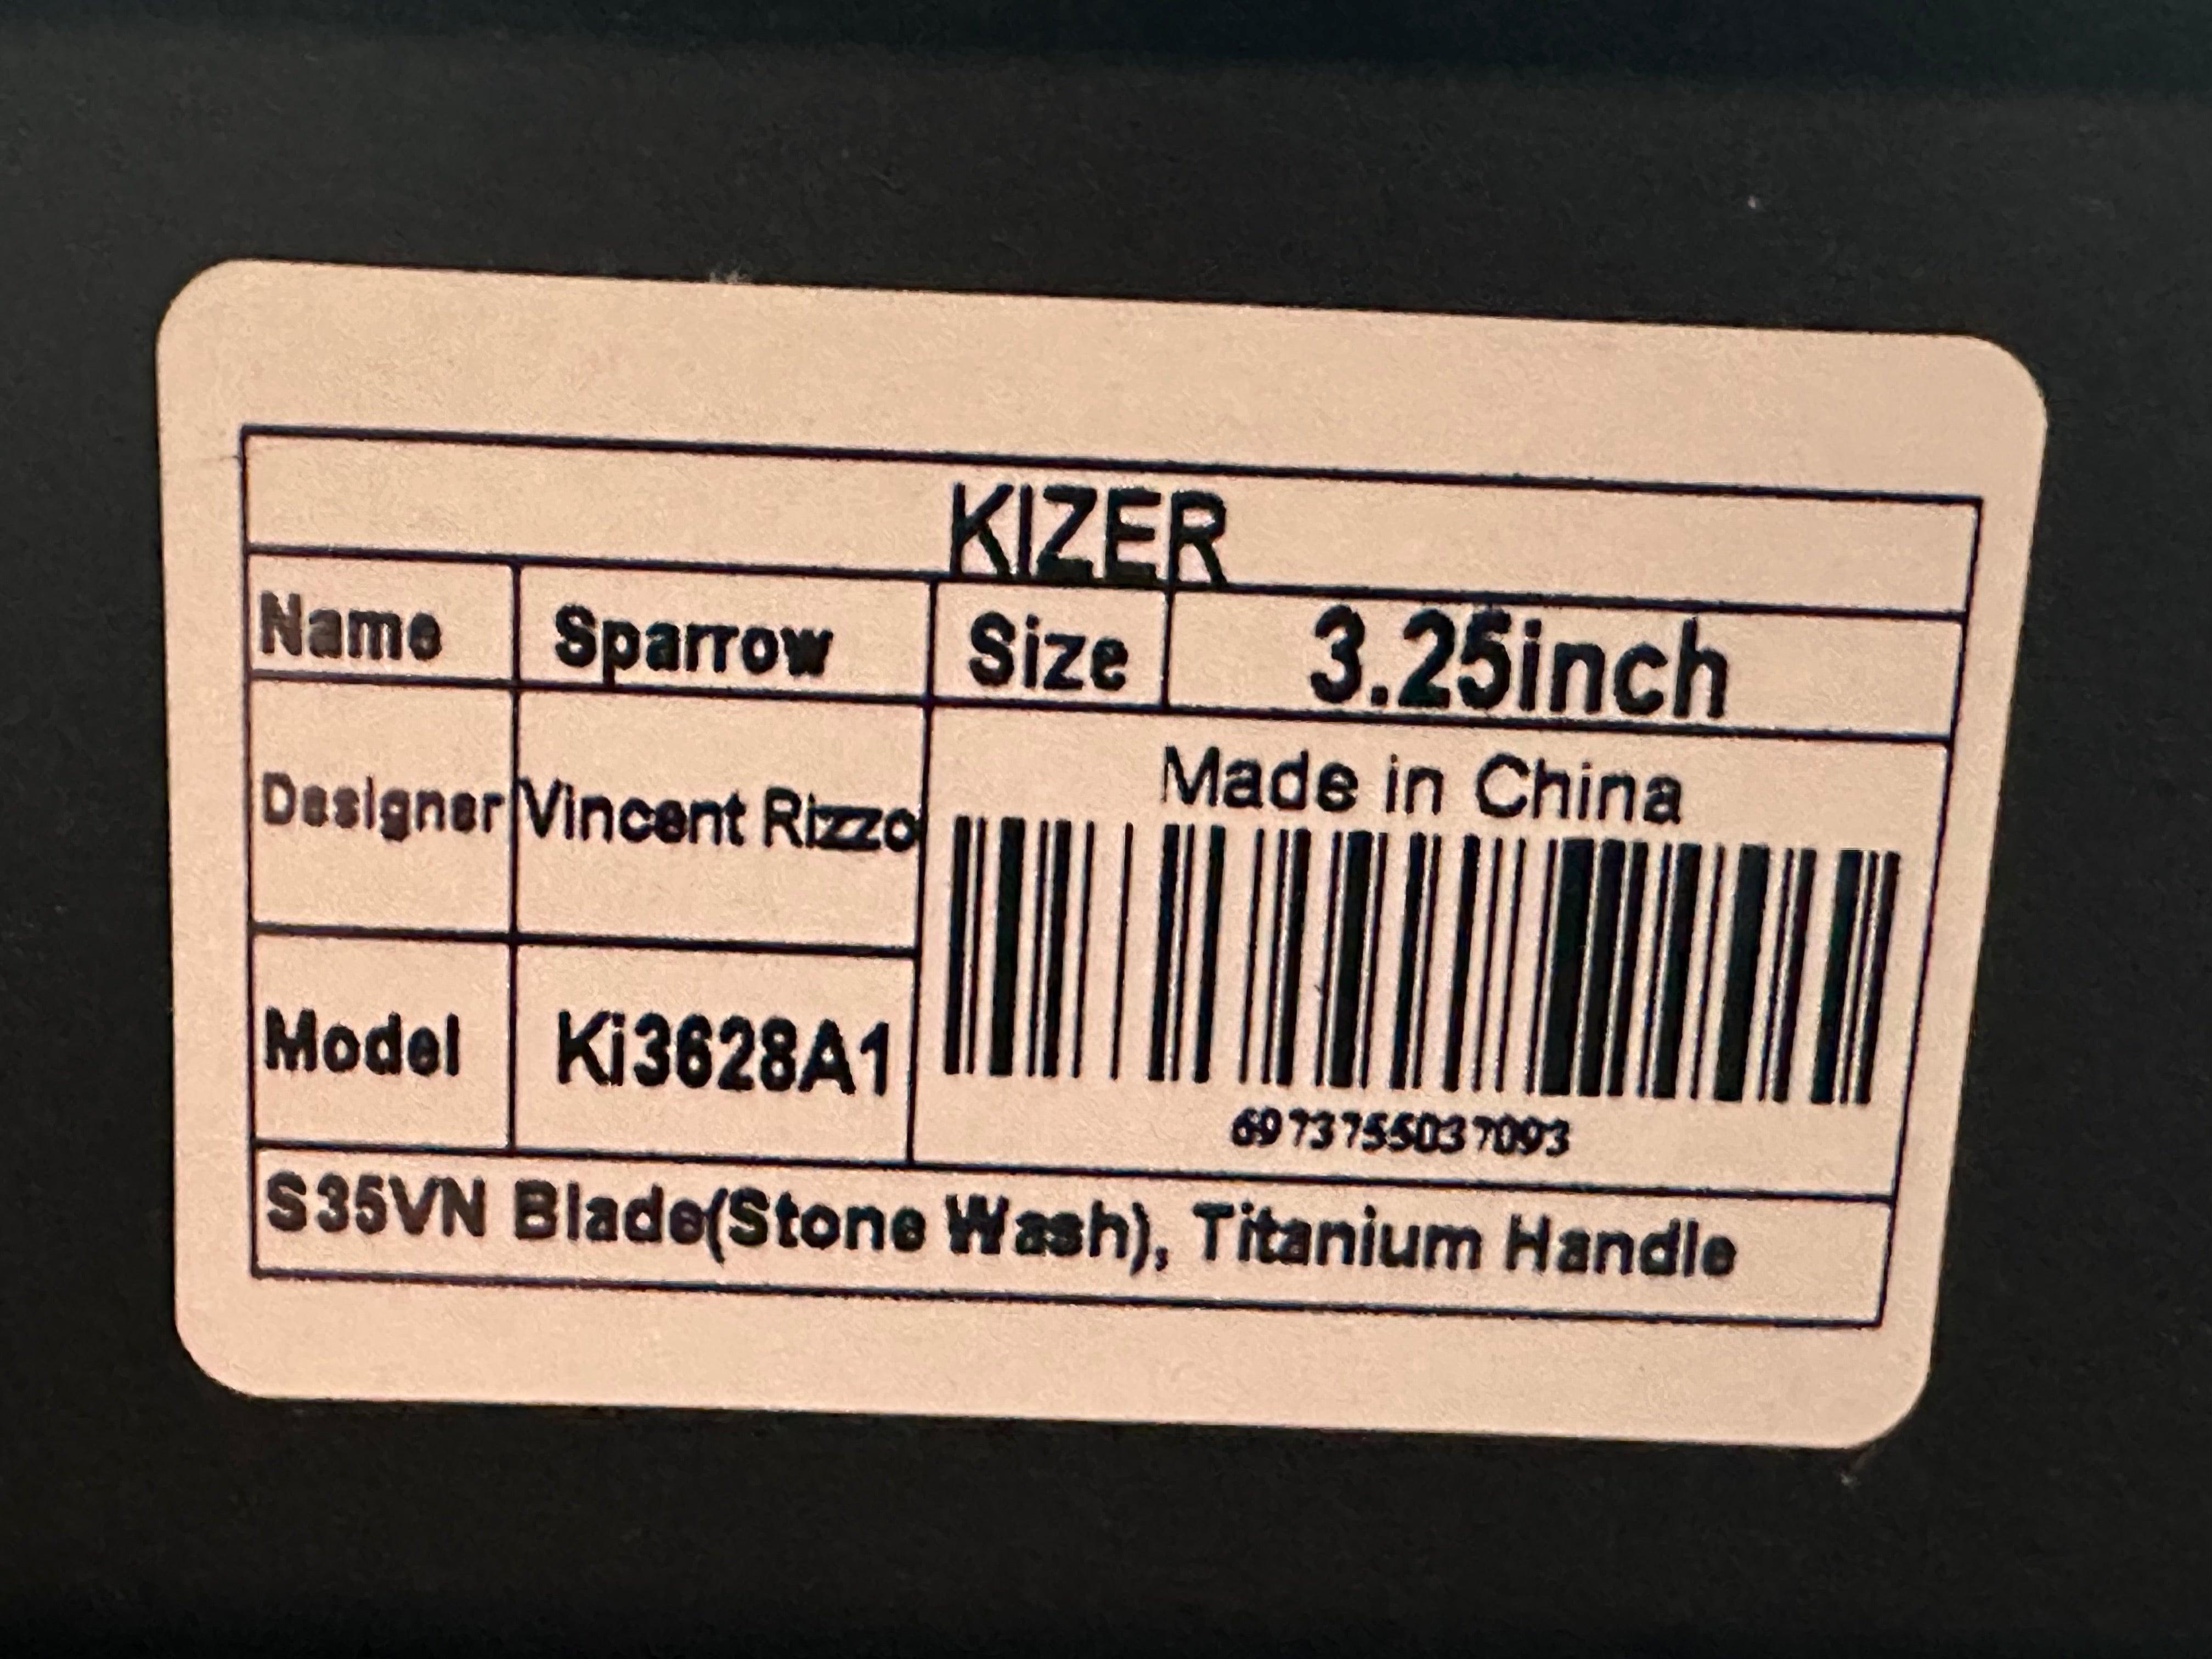 KIZER
Name Sparrow Size 3.25inch
Made in China
Designer Vincent Rizzo
Model Ki3628A1
6973755037093
S35VN Blade(Stone Wash), Titanium Handle